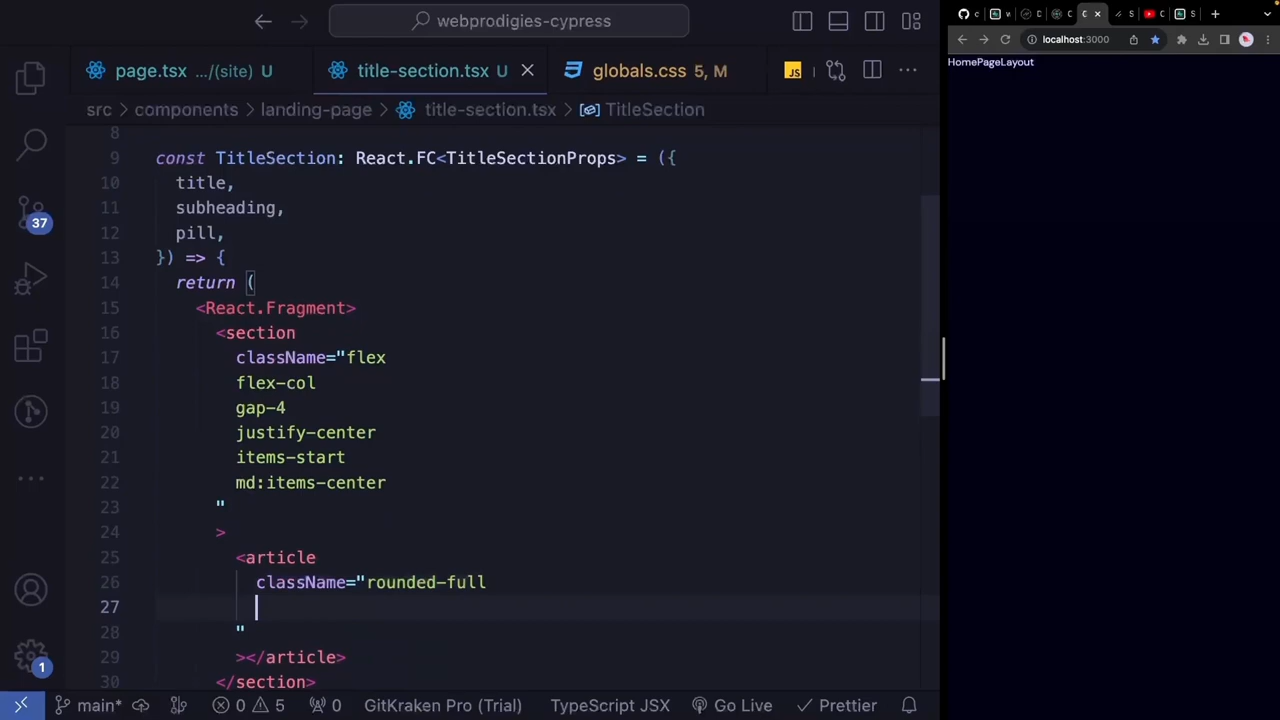 webprodigies-cypress
page.tsx .../(site) U
title-section.tsx U
globals.css 5, M
JS
src > components > landing-page > title-section.tsx > TitleSection
8
9 const TitleSection: React.FC<TitleSectionProps> = ({
10 title,
11 subheading,
12 pill,
13 }) => {
14 return (
15 <React.Fragment>
16 <section
17 className="flex
18 flex-col
19 gap-4
20 justify-center
21 items-start
22 md:items-center
23 "
24 >
25 <article
26 className="rounded-full
27
28 "
29 ></article>
30 </section>
37
1
main* 0 5 0 GitKraken Pro (Trial) TypeScript JSX Go Live Prettier
localhost:3000
HomePageLayout